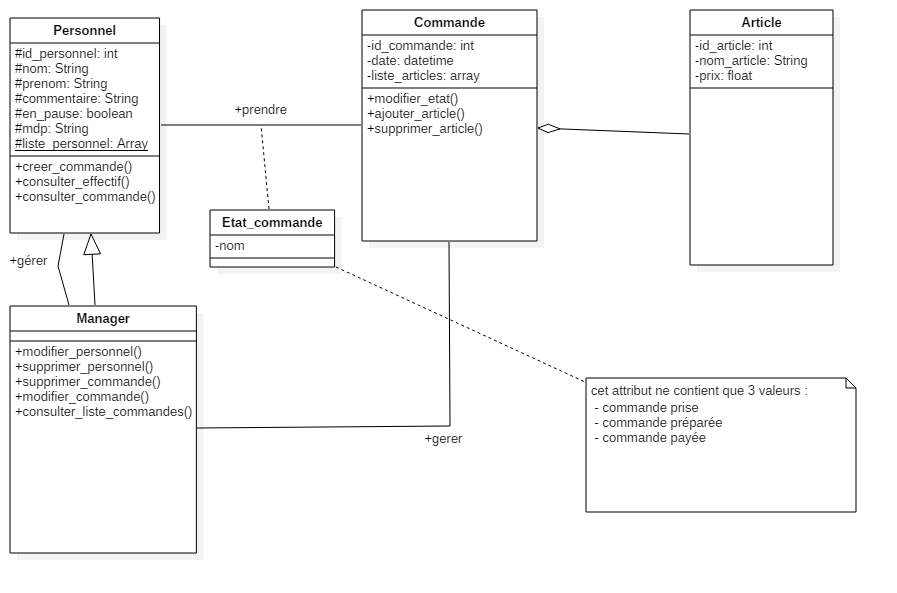 Personnel
#id_personnel: int
#nom: String
#prenom: String
#commentaire: String
#en_pause: boolean
#mdp: String
#liste_personnel: Array
+creer_commande()
+consulter_effectif()
+consulter_commande()
+prendre
Commande
-id_commande: int
-date: datetime
-liste_articles: array
+modifier_etat()
+ajouter_article()
+supprimer_article()
Article
-id_article: int
-nom_article: String
-prix: float
Etat_commande
-nom
+gérer
Manager
+modifier_personnel()
+supprimer_personnel()
+supprimer_commande()
+modifier_commande()
+consulter_liste_commandes()
+gerer
cet attribut ne contient que 3 valeurs :
- commande prise
- commande préparée
- commande payée